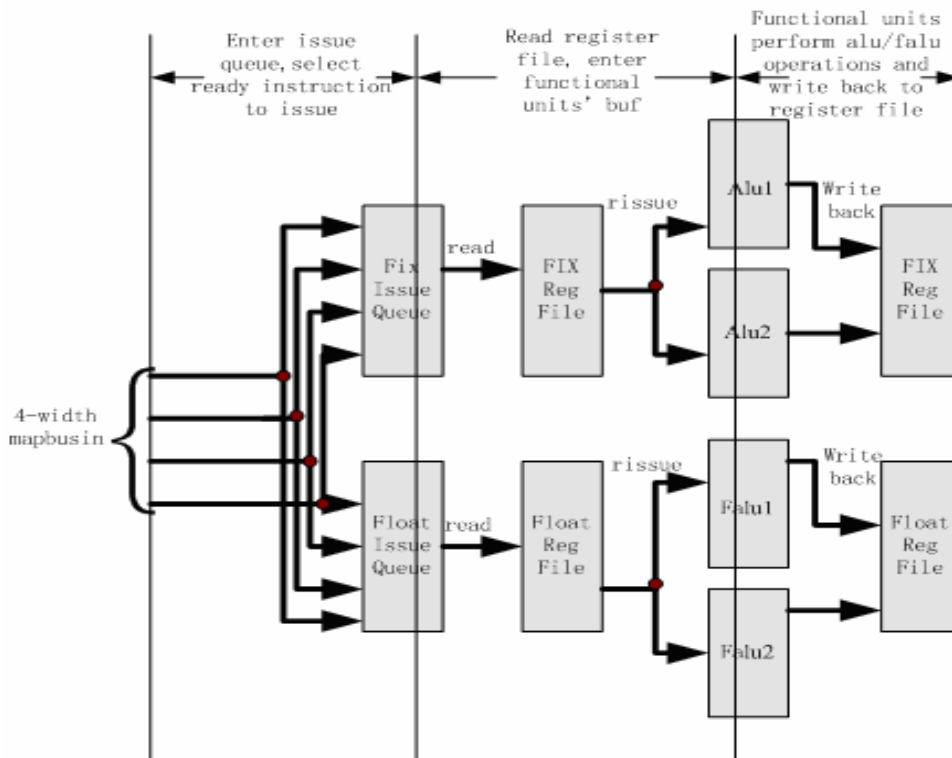 Enter issue
queue, select
ready instruction
to issue
Read register
file, enter
functional
units' buf
Functional units
perform alu/falu
operations and
write back to
register file
4-width
mapbusin
Fix
Issue
Queue
read
FIX
Reg
File
rissue
Alu1
Alu2
Write
back
FIX
Reg
File
Float
Issue
Queue
read
Float
Reg
File
rissue
Falu1
Falu2
Write
back
Float
Reg
File